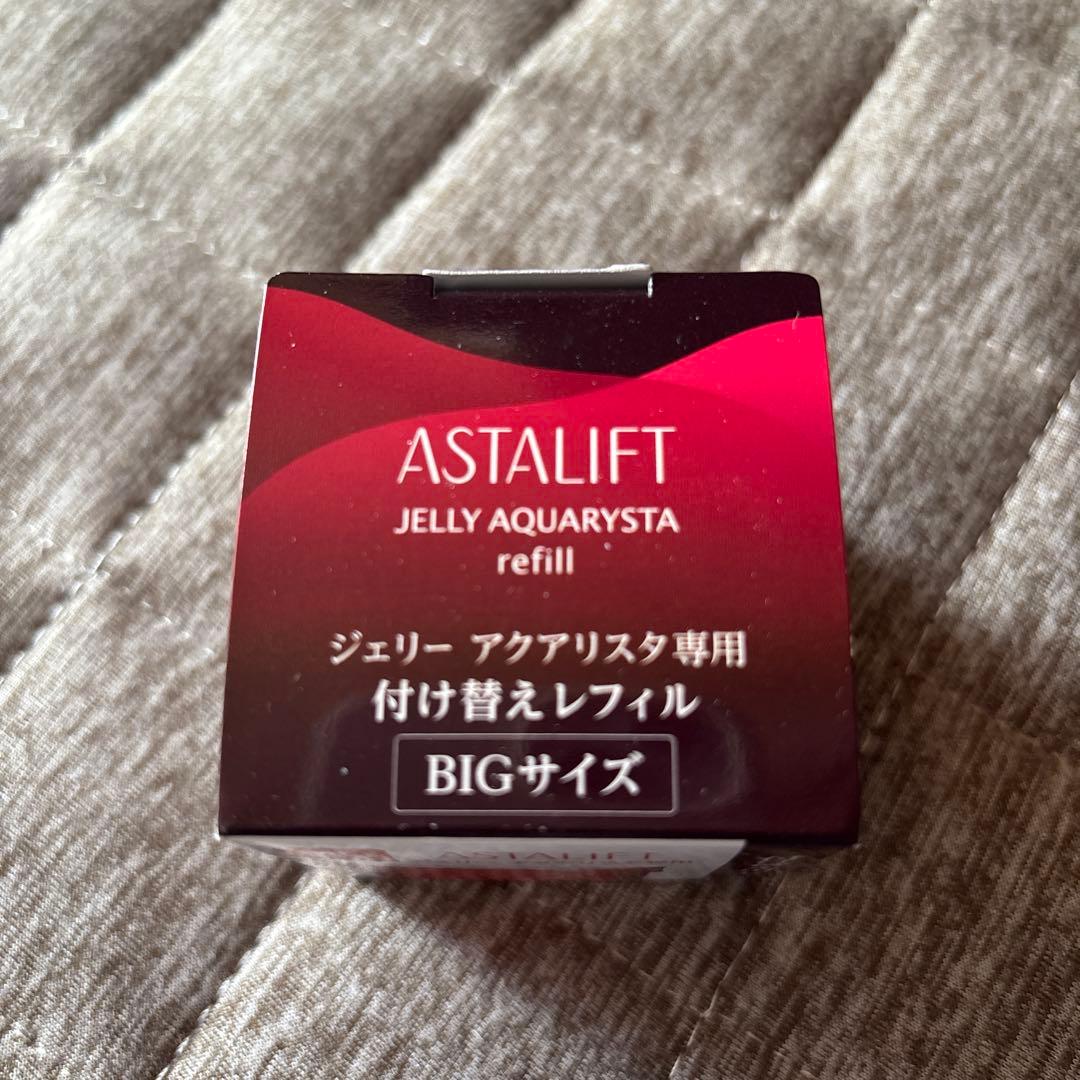 ASTALIFT
JELLY AQUARYSTA
refill
ジェリー アクアリスタ専用
付け替えレフィル
BIGサイズ
ASTALIFT